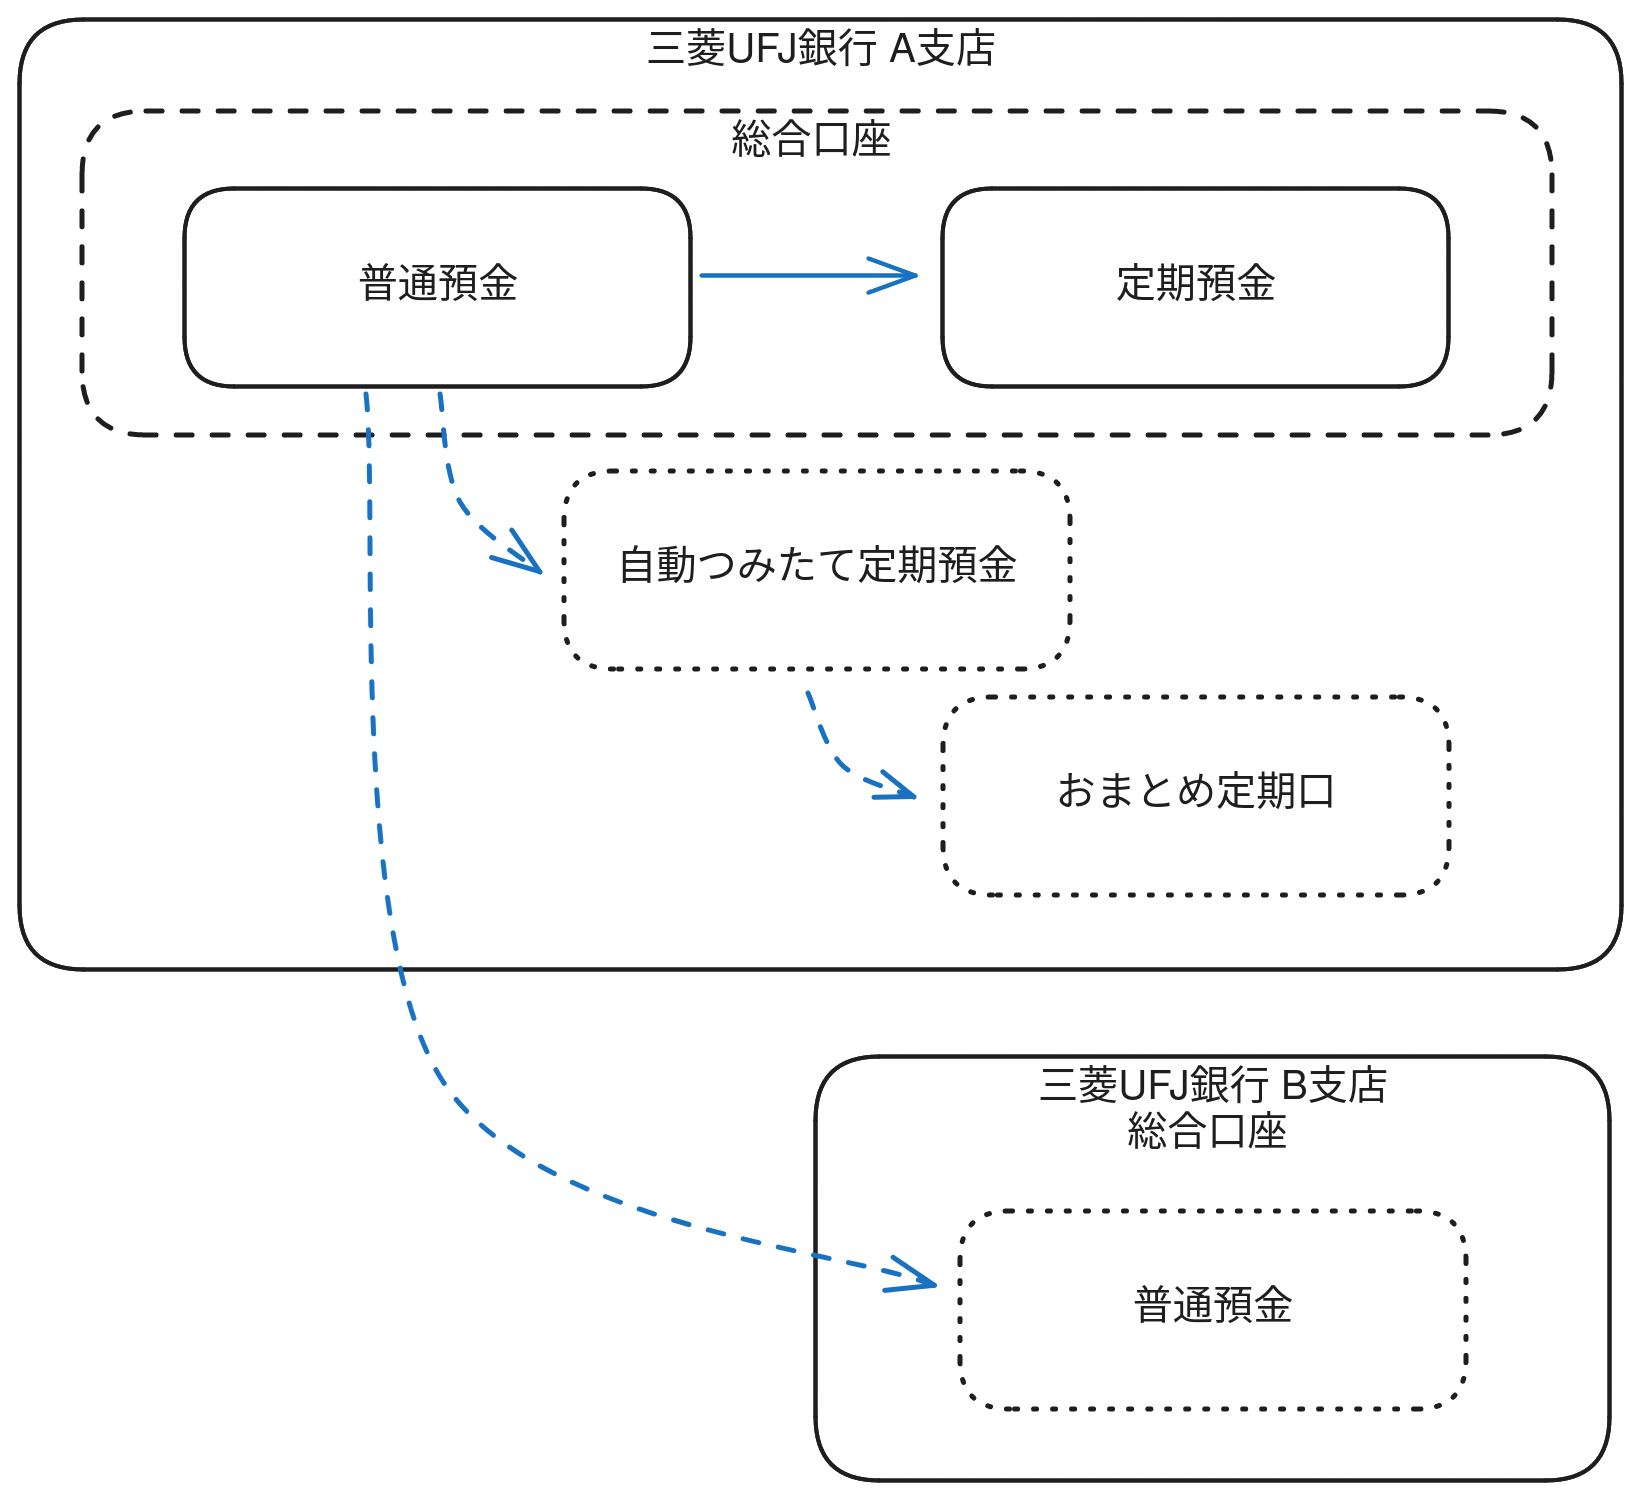 三菱UFJ銀行 A支店
総合口座
普通預金
定期預金
自動つみたて定期預金
おまとめ定期口
三菱UFJ銀行 B支店
総合口座
普通預金